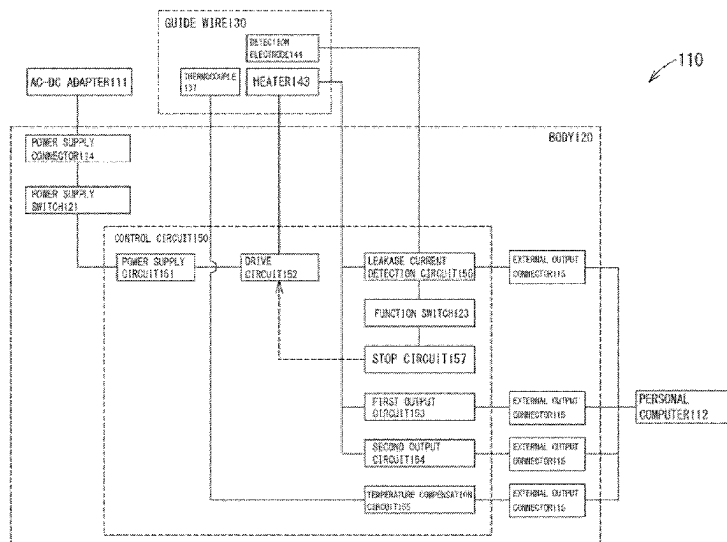 GUIDE WIRE130
DETECTION
ELECTRODE144
110
AC-DC ADAPTER111
THERMOCOUPLE
137
HEATER143
BODY120
POWER SUPPLY
CONNECTOR114
POWER SUPPLY
SWITCH121
CONTROL CIRCUIT150
POWER SUPPLY
CIRCUIT151
DRIVE
CIRCUIT152
LEAKAGE CURRENT
DETECTION CIRCUIT156
EXTERNAL OUTPUT
CONNECTOR115
FUNCTION SWITCH123
STOP CIRCUIT157
FIRST OUTPUT
CIRCUIT153
EXTERNAL OUTPUT
CONNECTOR115
PERSONAL
COMPUTER112
SECOND OUTPUT
CIRCUIT154
EXTERNAL OUTPUT
CONNECTOR115
TEMPERATURE COMPENSATION
CIRCUIT155
EXTERNAL OUTPUT
CONNECTOR115